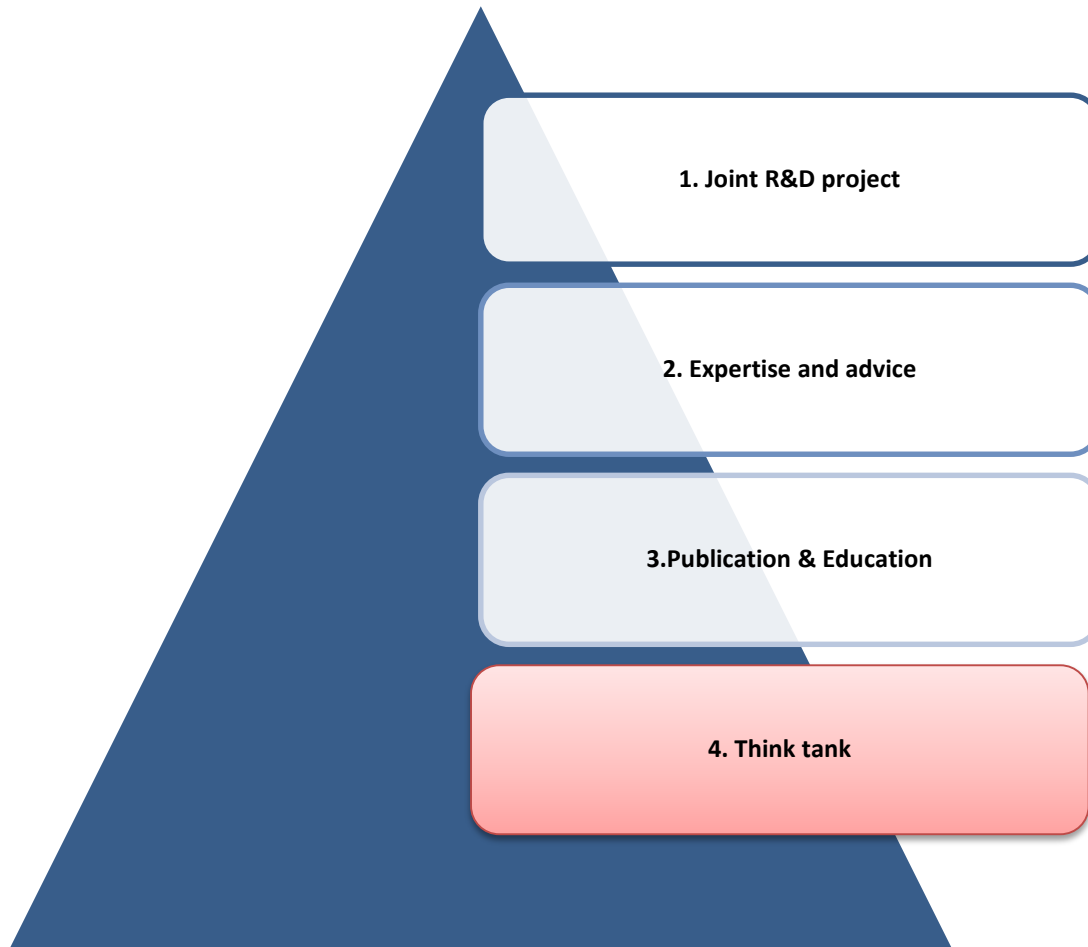 1. Joint R&D project
2. Expertise and advice
3.Publication & Education
4. Think tank